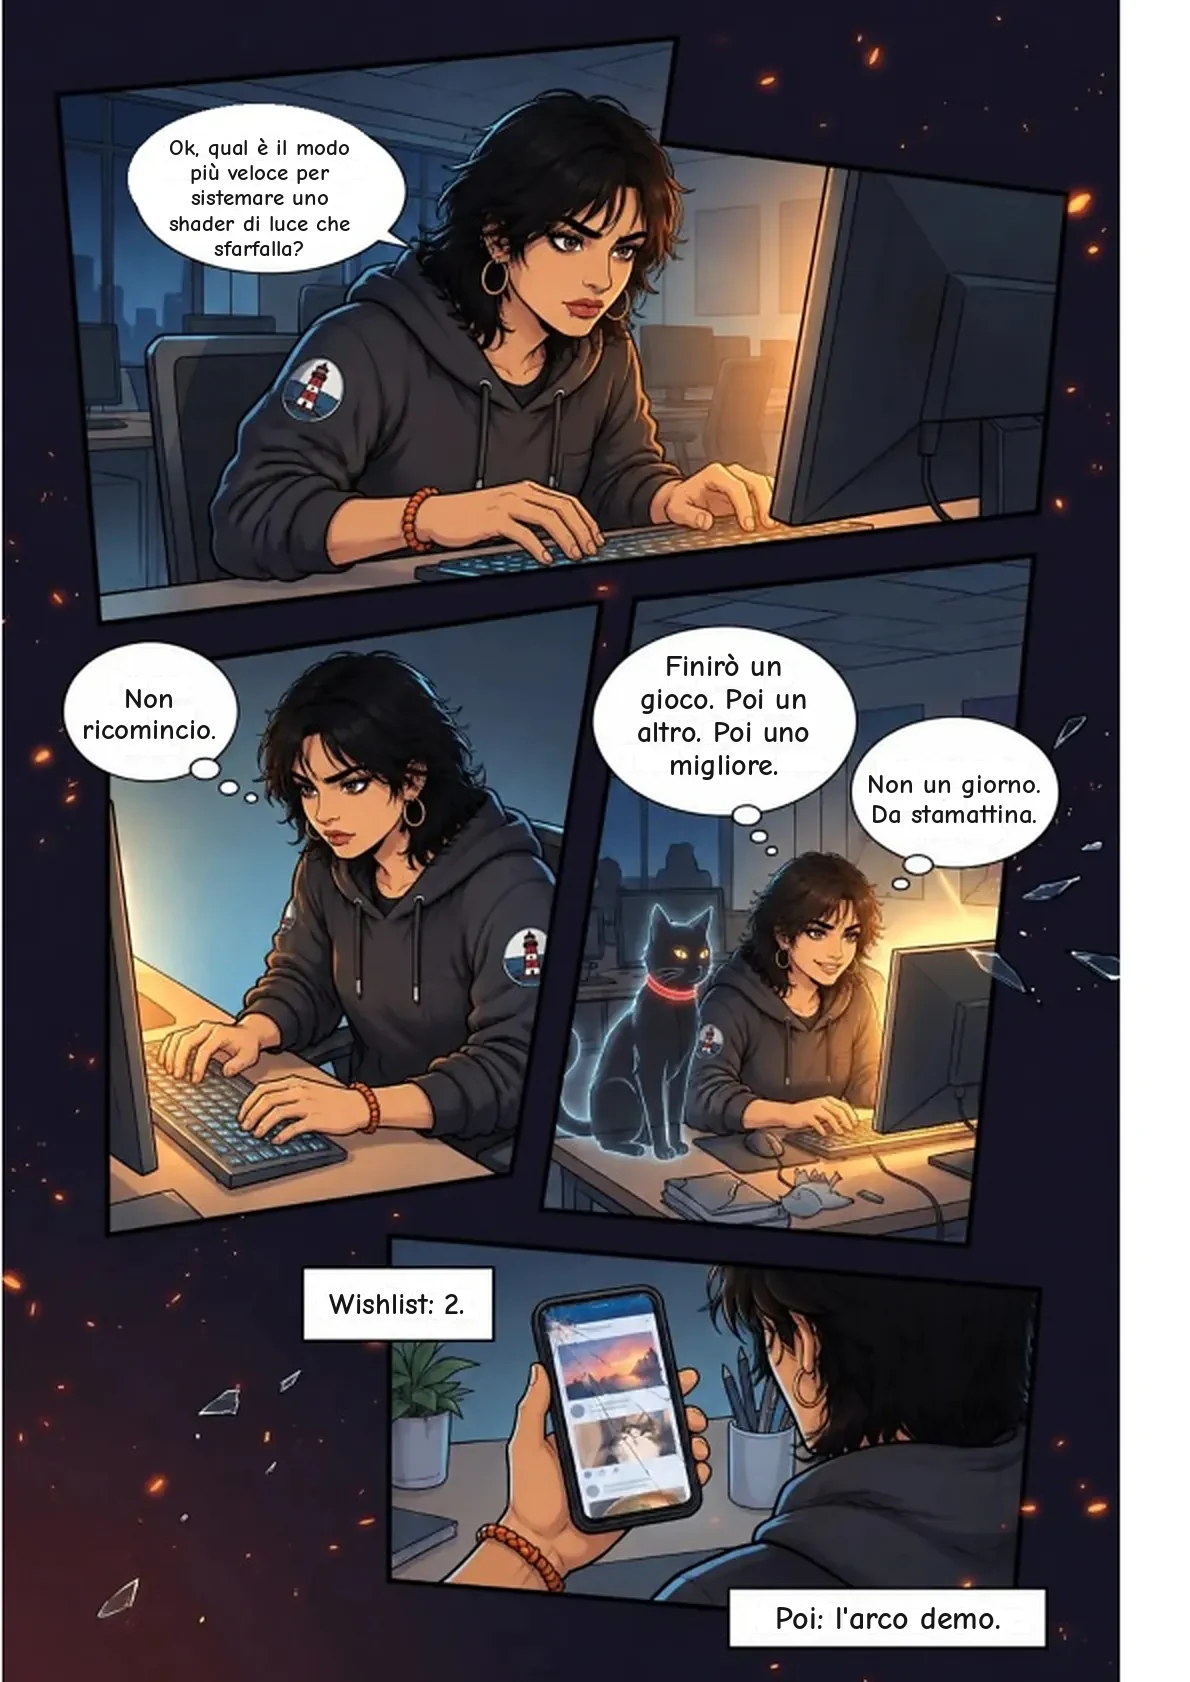 Ok, qual è il modo
più veloce per
sistemare uno
shader di luce che
sfarfalla?
Non
ricomincio.
Finirò un
gioco. Poi un
altro. Poi uno
migliore.
Non un giorno.
Da stamattina.
Wishlist: 2.
Poi: l'arco demo.